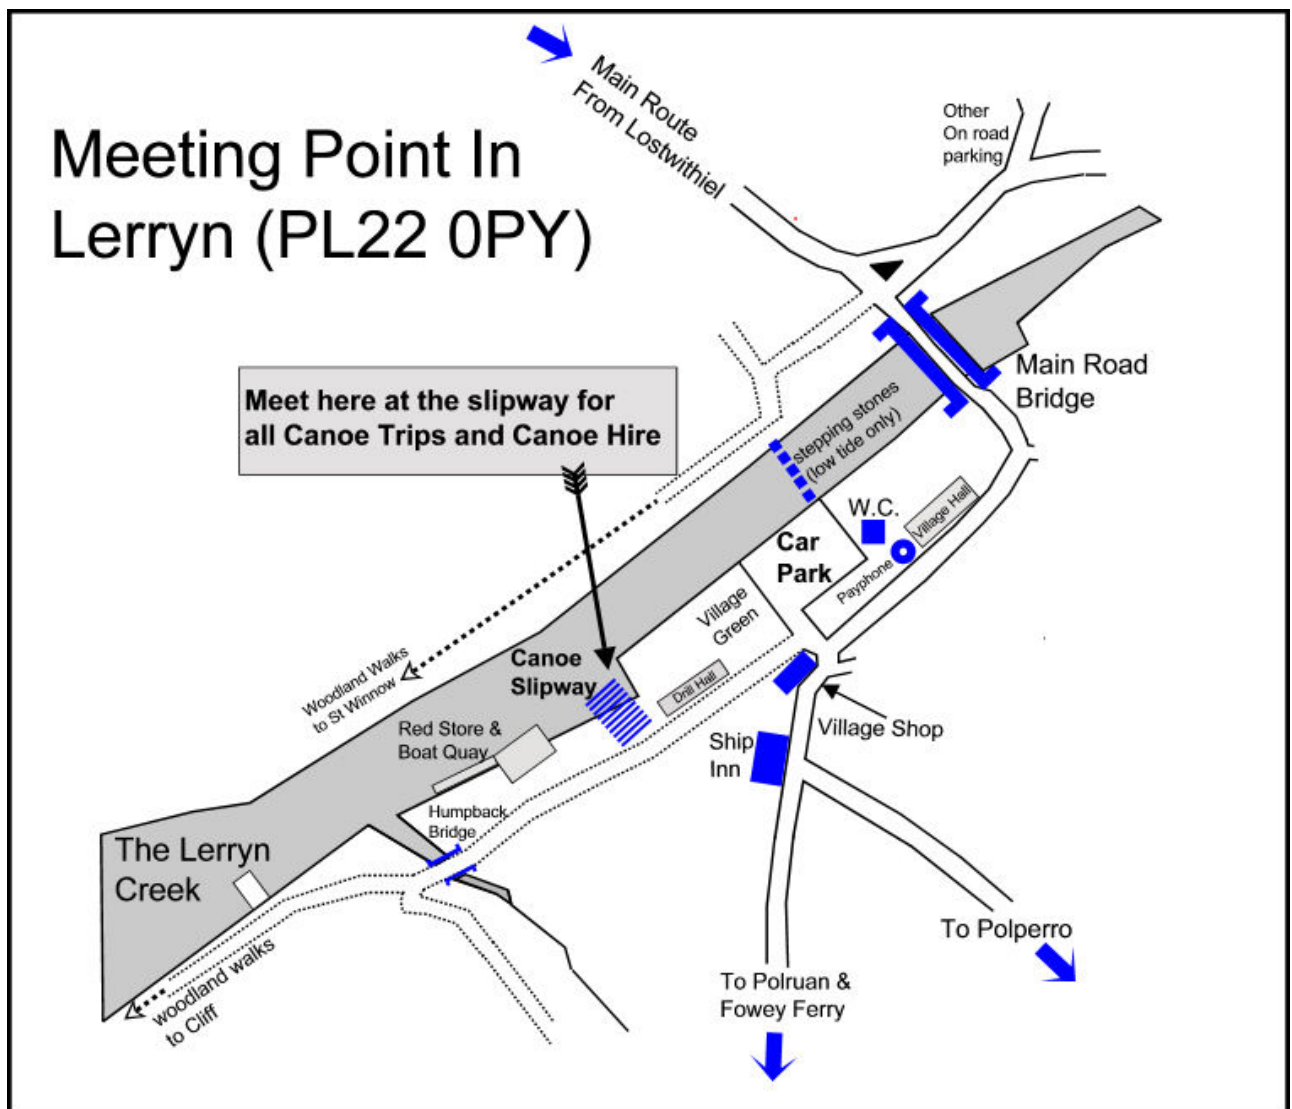 Meeting Point In
Lerryn (PL22 0PY)
Main Route
From Lostwithiel
Other
On road
parking
Main Road
Bridge
Meet here at the slipway for
all Canoe Trips and Canoe Hire
stepping stones
(low tide only)
W.C.
Village Hall
Car
Park
Payphone
Village
Green
Woodland Walks
to St Winnow
Canoe
Slipway
Drill Hall
Red Store &
Boat Quay
Village Shop
Ship
Inn
Humpback
Bridge
The Lerryn
Creek
To Polperro
woodland walks
to Cliff
To Polruan &
Fowey Ferry